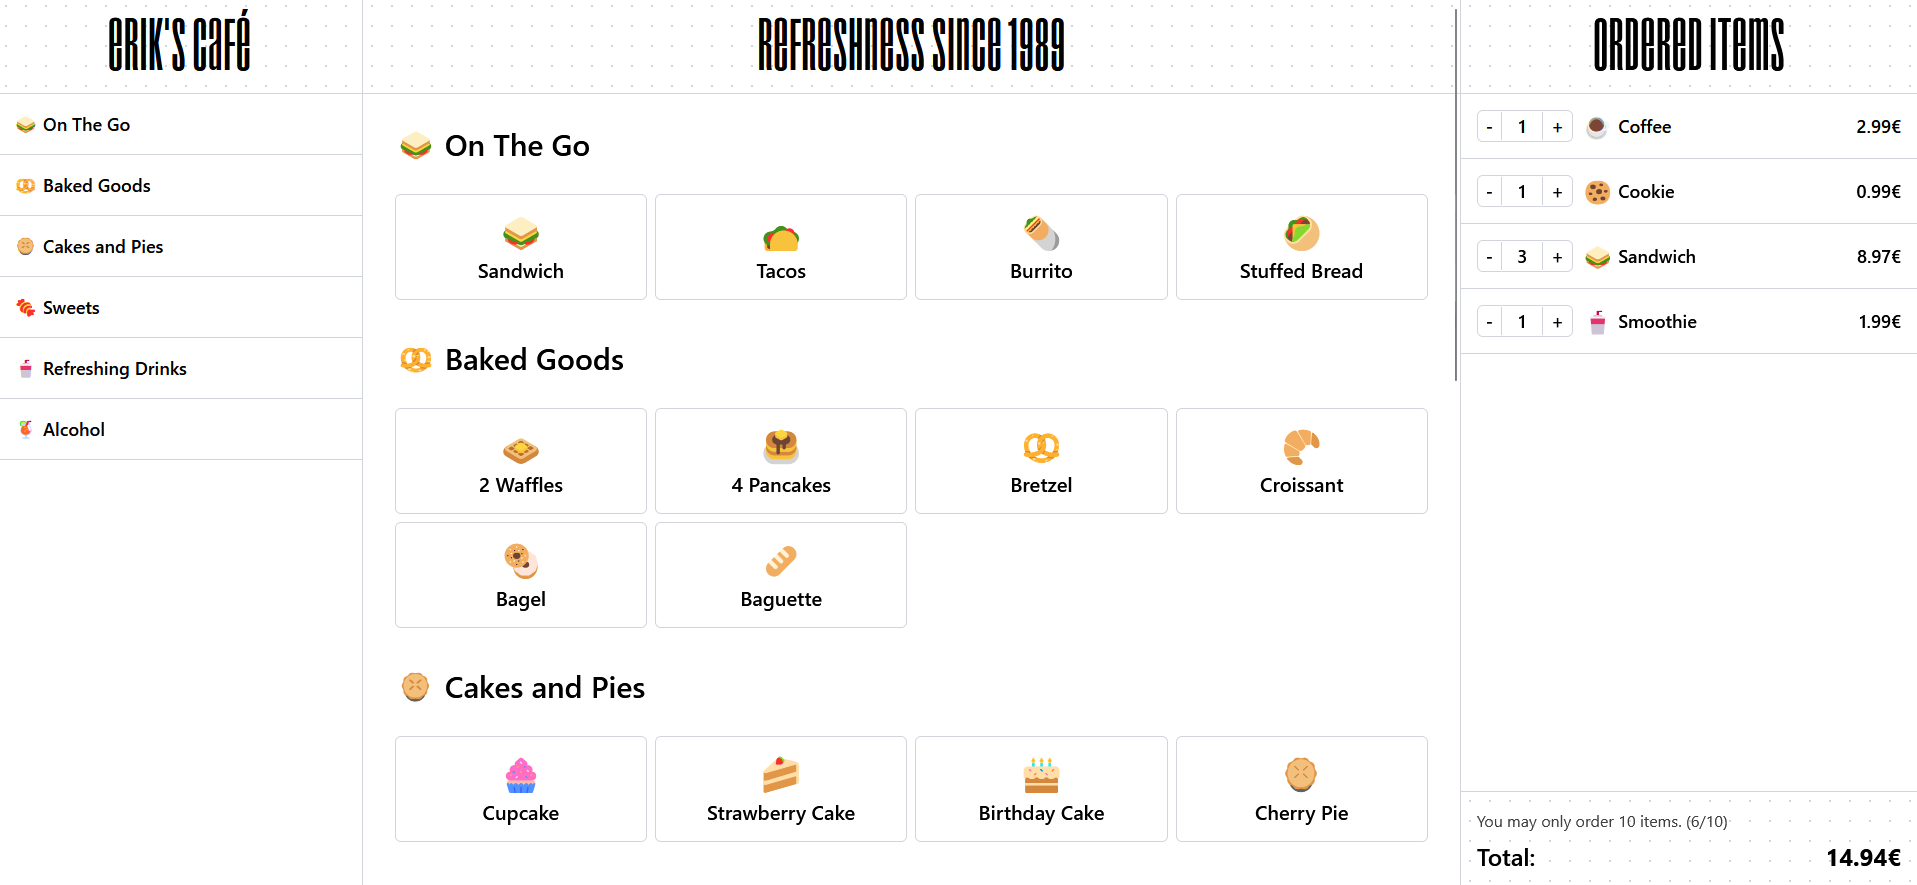 ERIK'S CAFÉ
On The Go
Baked Goods
Cakes and Pies
Sweets
Refreshing Drinks
Alcohol
REFRESHNESS SINCE 1989
On The Go
Sandwich
Tacos
Burrito
Stuffed Bread
Baked Goods
2 Waffles
4 Pancakes
Bretzel
Croissant
Bagel
Baguette
Cakes and Pies
Cupcake
Strawberry Cake
Birthday Cake
Cherry Pie
ORDERED ITEMS
- 1 + Coffee 2.99€
- 1 + Cookie 0.99€
- 3 + Sandwich 8.97€
- 1 + Smoothie 1.99€
You may only order 10 items. (6/10)
Total: 14.94€